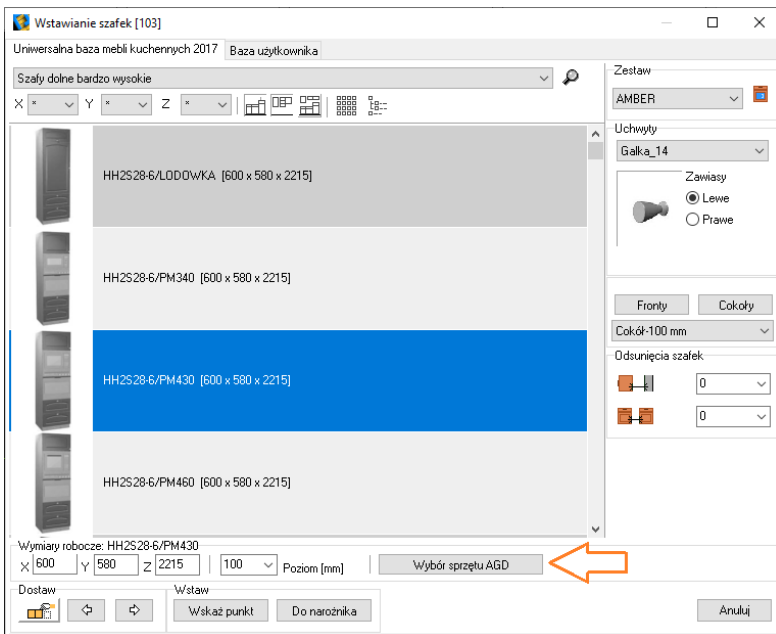 Wstawianie szafek [103]
Uniwersalna baza mebli kuchennych 2017 Baza użytkownika
Szafy dolne bardzo wysokie
X * Y * Z *
HH2S28-6/LODOWKA [600 x 580 x 2215]
HH2S28-6/PM340 [600 x 580 x 2215]
HH2S28-6/PM430 [600 x 580 x 2215]
HH2S28-6/PM460 [600 x 580 x 2215]
Zestaw
AMBER
Uchwyty
Galka_14
Zawiasy
Lewe
Prawe
Fronty Cokoły
Cokół-100 mm
Odsunięcia szafek
0
0
Wymiary robocze: HH2S28-6/PM430
X 600 Y 580 Z 2215 100 Poziom [mm] Wybór sprzętu AGD
Dostaw Wstaw
Wskaż punkt Do narożnika Anuluj